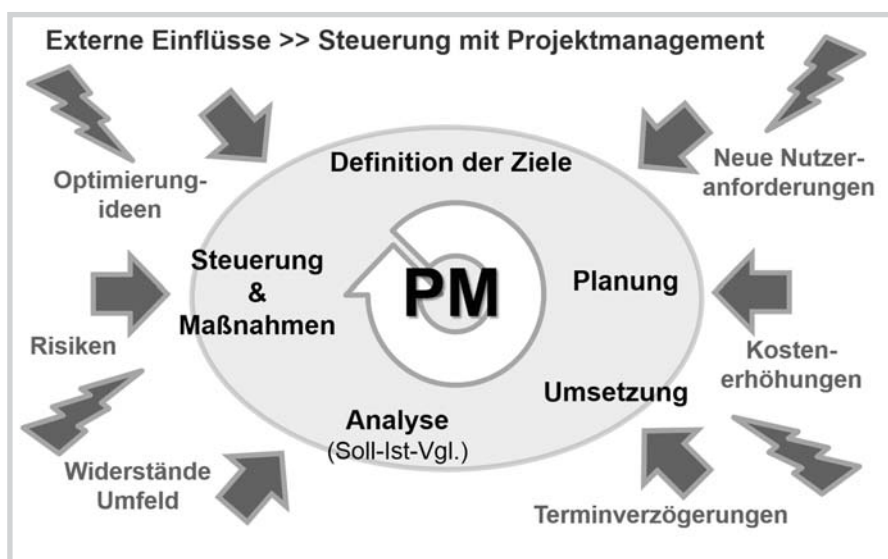 Externe Einflüsse >> Steuerung mit Projektmanagement
Definition der Ziele
Neue Nutzer-
anforderungen
Optimierung-
ideen
Steuerung
&
Maßnahmen
PM
Planung
Risiken
Kosten-
erhöhungen
Umsetzung
Analyse
(Soll-Ist-Vgl.)
Widerstände
Umfeld
Terminverzögerungen